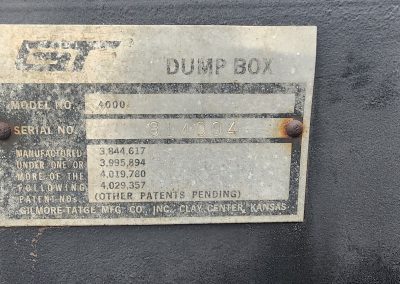 GT
DUMP BOX
MODEL NO. 4000
SERIAL NO.
MANUFACTURED 3,844,617
UNDER ONE OR 3,995,894
MORE OF THE 4,019,780
FOLLOWING 4,029,357
PATENT NOs. (OTHER PATENTS PENDING)
GILMORE-TATGE MFG. CO. INC. CLAY CENTER, KANSAS